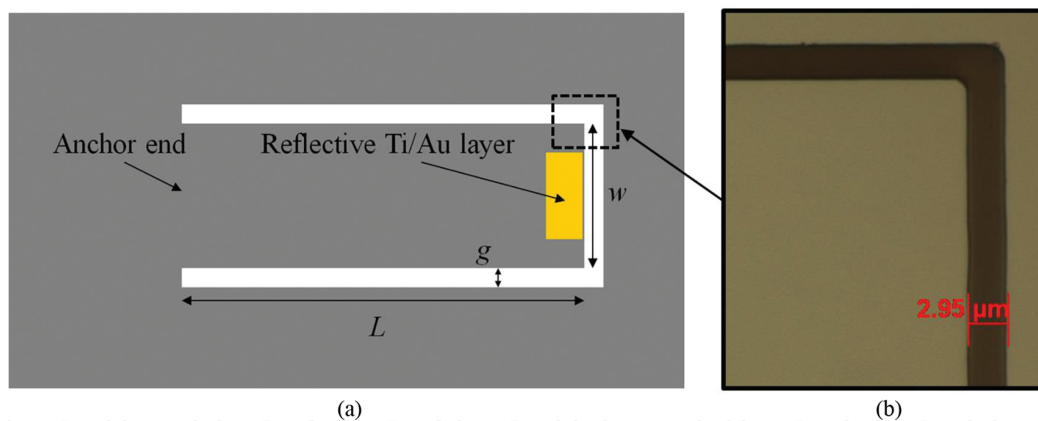 Anchor end
Reflective Ti/Au layer
w
g
L
2.95 µm
(a)
(b)